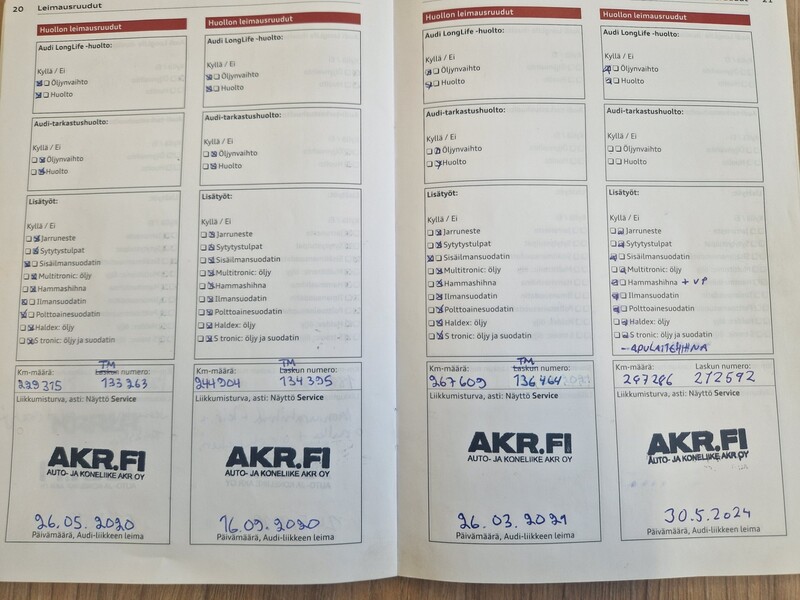 20 Leimausruudut
Huollon leimausruudut
Audi LongLife -huolto:
Kyllä / Ei
Öljynvaihto
Huolto
Audi-tarkastushuolto:
Kyllä / Ei
Öljynvaihto
Huolto
Lisätyöt:
Kyllä / Ei
Jarruneste
Sytytystulpat
Sisäilmansuodatin
Multitronic: öljy
Hammashihna
Ilmansuodatin
Polttoainesuodatin
Haldex: öljy
S tronic: öljy ja suodatin
TM
Km-määrä: Laskun numero:
229 315 133 263
Liikkumisturva, asti: Näyttö Service
AKR.FI
AUTO- JA KONELIIKE AKR OY
26.05.2020
Päivämäärä, Audi-liikkeen leima
Huollon leimausruudut
Audi LongLife -huolto:
Kyllä / Ei
Öljynvaihto
Huolto
Audi-tarkastushuolto:
Kyllä / Ei
Öljynvaihto
Huolto
Lisätyöt:
Kyllä / Ei
Jarruneste
Sytytystulpat
Sisäilmansuodatin
Multitronic: öljy
Hammashihna
Ilmansuodatin
Polttoainesuodatin
Haldex: öljy
S tronic: öljy ja suodatin
TM
Km-määrä: Laskun numero:
244904 134 395
Liikkumisturva, asti: Näyttö Service
AKR.FI
AUTO- JA KONELIIKE AKR OY
16.09.2020
Päivämäärä, Audi-liikkeen leima
Huollon leimausruudut
Audi LongLife -huolto:
Kyllä / Ei
Öljynvaihto
Huolto
Audi-tarkastushuolto:
Kyllä / Ei
Öljynvaihto
Huolto
Lisätyöt:
Kyllä / Ei
Jarruneste
Sytytystulpat
Sisäilmansuodatin
Multitronic: öljy
Hammashihna
Ilmansuodatin
Polttoainesuodatin
Haldex: öljy
S tronic: öljy ja suodatin
TM
Km-määrä: Laskun numero:
267609 136464
Liikkumisturva, asti: Näyttö Service
AKR.FI
AUTO- JA KONELIIKE AKR OY
26.03.2021
Päivämäärä, Audi-liikkeen leima
Huollon leimausruudut
Audi LongLife -huolto:
Kyllä / Ei
Öljynvaihto
Huolto
Audi-tarkastushuolto:
Kyllä / Ei
Öljynvaihto
Huolto
Lisätyöt:
Kyllä / Ei
Jarruneste
Sytytystulpat
Sisäilmansuodatin
Multitronic: öljy
Hammashihna + VP
Ilmansuodatin
Polttoainesuodatin
Haldex: öljy
S tronic: öljy ja suodatin
- APULAITEHIHNA
Km-määrä: Laskun numero:
297286 212592
Liikkumisturva, asti: Näyttö Service
AKR.FI
AUTO- JA KONELIIKE AKR OY
30.5.2024
Päivämäärä, Audi-liikkeen leima